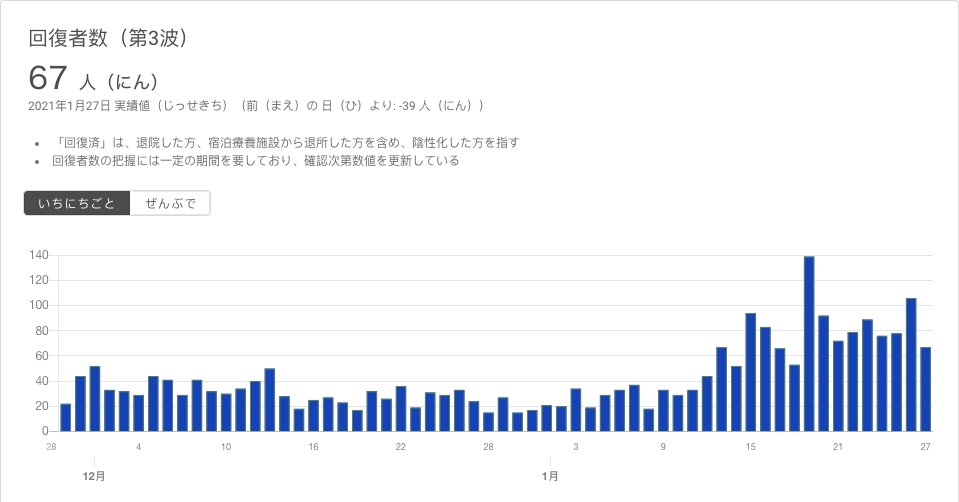 回復者数（第3波）
67 人（にん）
2021年1月27日 実績値（じっせきち）（前（まえ）の 日（ひ）より: -39 人（にん））
• 「回復済」は、退院した方、宿泊療養施設から退所した方を含め、陰性化した方を指す
• 回復者数の把握には一定の期間を要しており、確認次第数値を更新している
いちにちごと ぜんぶで
140
120
100
80
60
40
20
0
28 4 10 16 22 28 3 9 15 21 27
12月 1月